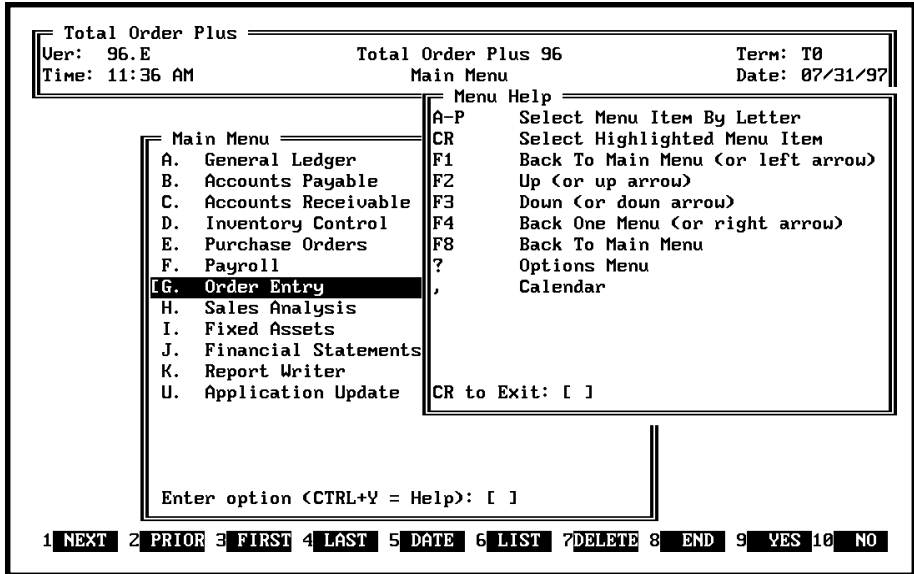 Total Order Plus
Ver: 96.E Total Order Plus 96 Term: T0
Time: 11:36 AM Main Menu Date: 07/31/97
Menu Help
A-P Select Menu Item By Letter
CR Select Highlighted Menu Item
F1 Back To Main Menu (or left arrow)
F2 Up (or up arrow)
F3 Down (or down arrow)
F4 Back One Menu (or right arrow)
F8 Back To Main Menu
? Options Menu
, Calendar
CR to Exit: [ ]
Main Menu
A. General Ledger
B. Accounts Payable
C. Accounts Receivable
D. Inventory Control
E. Purchase Orders
F. Payroll
[G. Order Entry
H. Sales Analysis
I. Fixed Assets
J. Financial Statements
K. Report Writer
U. Application Update
Enter option (CTRL+Y = Help): [ ]
1 NEXT 2 PRIOR 3 FIRST 4 LAST 5 DATE 6 LIST 7DELETE 8 END 9 YES 10 NO